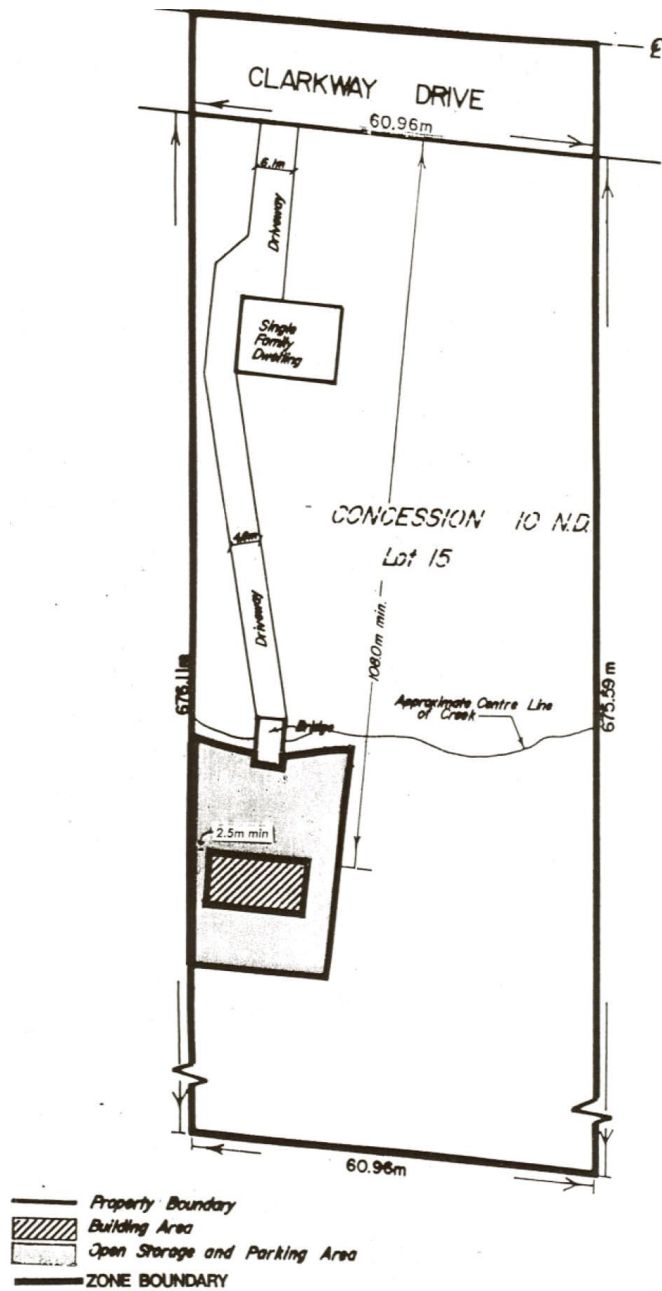 ℄
CLARKWAY DRIVE
60.96m
6.1m
Driveway
Single
Family
Dwelling
CONCESSION 10 N.D.
Lot 15
Driveway
108.0m min.
676.11m
675.59 m
Bridge
Approximate Centre Line
of Creek
2.5m min
60.96m
Property Boundary
Building Area
Open Storage and Parking Area
ZONE BOUNDARY